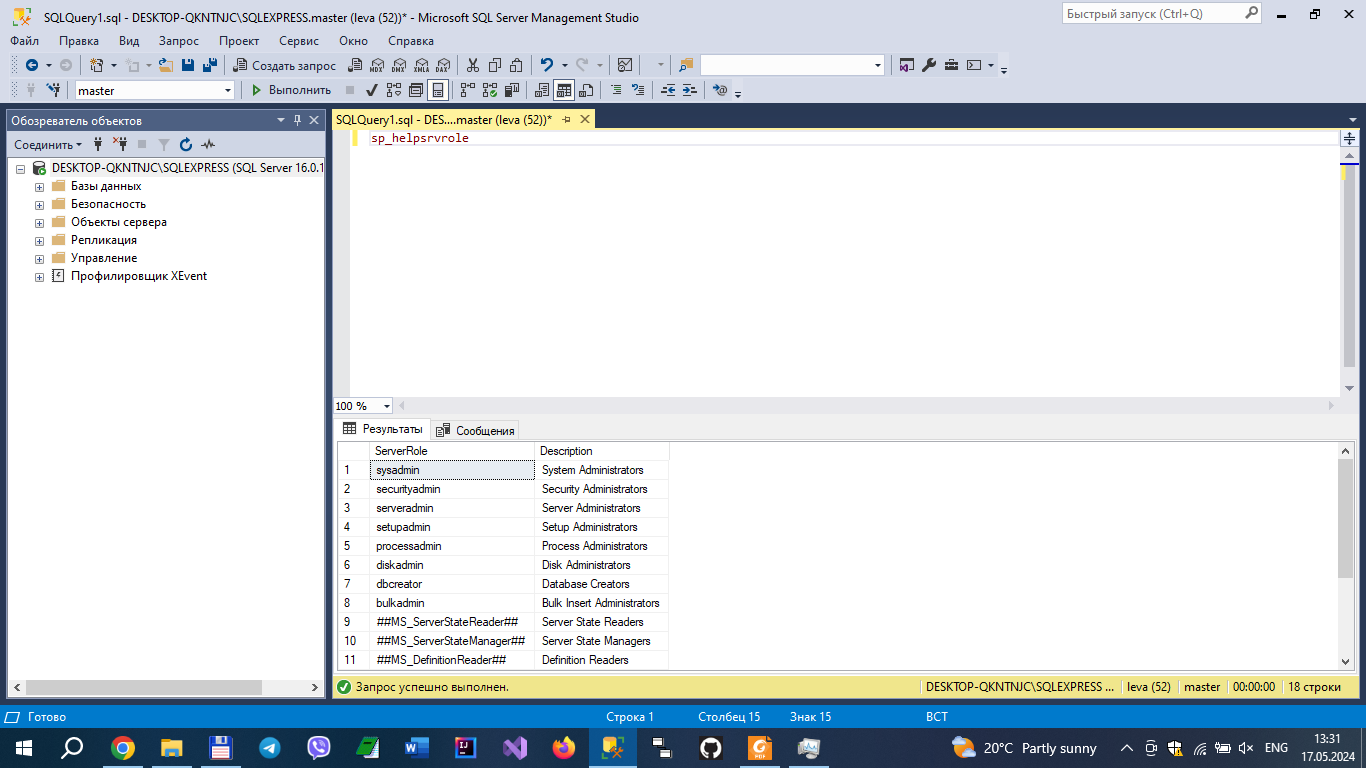 SQLQuery1.sql - DESKTOP-QKNTNJC\SQLEXPRESS.master (leva (52))* - Microsoft SQL Server Management Studio
Быстрый запуск (Ctrl+Q)
Файл Правка Вид Запрос Проект Сервис Окно Справка
Создать запрос MDX DMX XMLA DAX
master Выполнить
Обозреватель объектов
SQLQuery1.sql - DES....master (leva (52))*
Соединить
sp_helpsrvrole
DESKTOP-QKNTNJC\SQLEXPRESS (SQL Server 16.0.1
Базы данных
Безопасность
Объекты сервера
Репликация
Управление
Профилировщик XEvent
100 %
Результаты Сообщения
ServerRole Description
1 sysadmin System Administrators
2 securityadmin Security Administrators
3 serveradmin Server Administrators
4 setupadmin Setup Administrators
5 processadmin Process Administrators
6 diskadmin Disk Administrators
7 dbcreator Database Creators
8 bulkadmin Bulk Insert Administrators
9 ##MS_ServerStateReader## Server State Readers
10 ##MS_ServerStateManager## Server State Managers
11 ##MS_DefinitionReader## Definition Readers
Запрос успешно выполнен. DESKTOP-QKNTNJC\SQLEXPRESS ... leva (52) master 00:00:00 18 строки
Готово Строка 1 Столбец 15 Знак 15 ВСТ
20°C Partly sunny ENG 13:31
17.05.2024